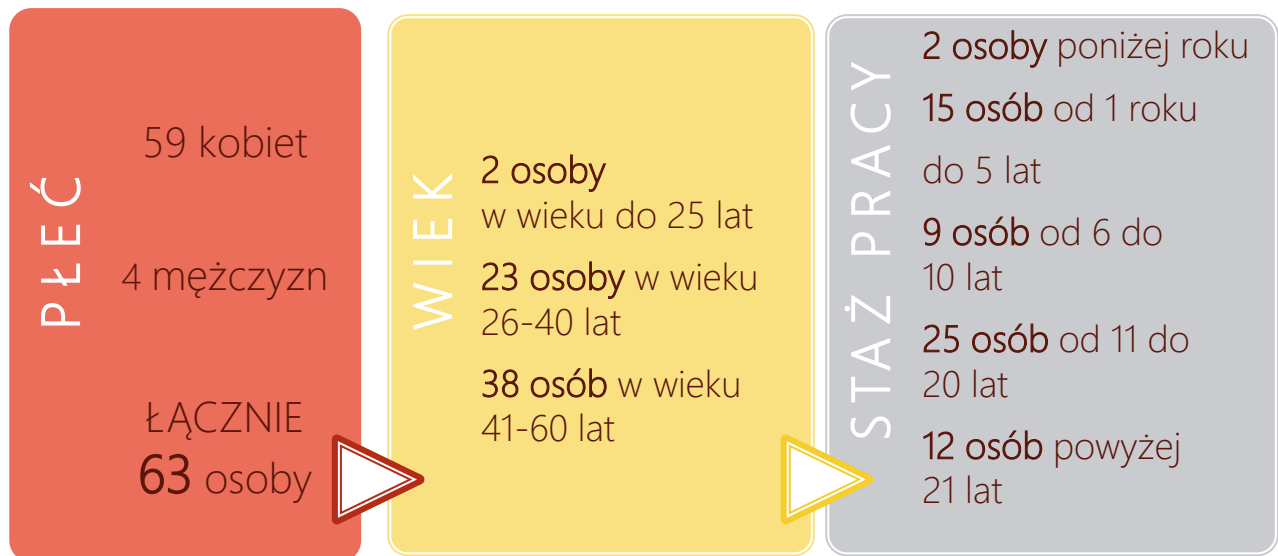 PŁEĆ
59 kobiet
4 mężczyzn
ŁĄCZNIE
63 osoby
WIEK
2 osoby
w wieku do 25 lat
23 osoby w wieku
26-40 lat
38 osób w wieku
41-60 lat
STAŻ PRACY
2 osoby poniżej roku
15 osób od 1 roku
do 5 lat
9 osób od 6 do
10 lat
25 osób od 11 do
20 lat
12 osób powyżej
21 lat